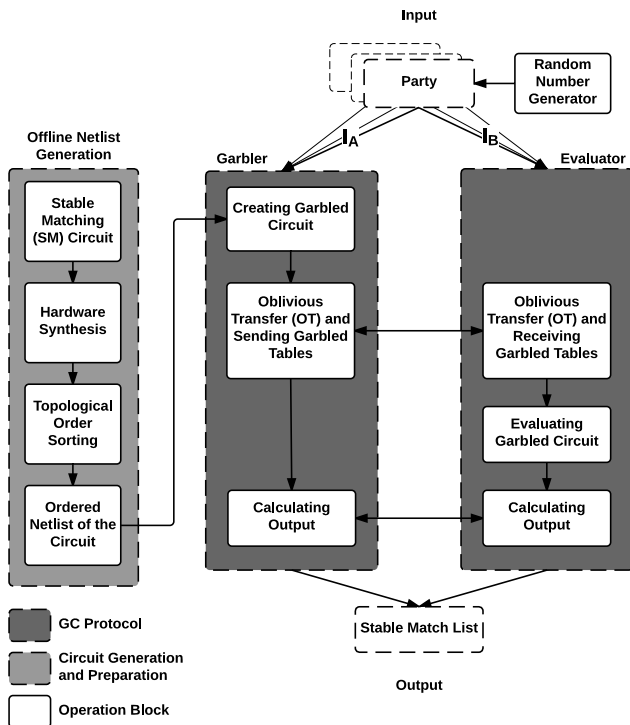 Input
Party
Random
Number
Generator
I_A
I_B
Offline Netlist
Generation
Garbler
Evaluator
Stable
Matching
(SM) Circuit
Hardware
Synthesis
Topological
Order
Sorting
Ordered
Netlist of the
Circuit
Creating Garbled
Circuit
Oblivious
Transfer (OT) and
Sending Garbled
Tables
Calculating
Output
Oblivious
Transfer (OT) and
Receiving
Garbled Tables
Evaluating
Garbled Circuit
Calculating
Output
Stable Match List
Output
GC Protocol
Circuit Generation
and Preparation
Operation Block